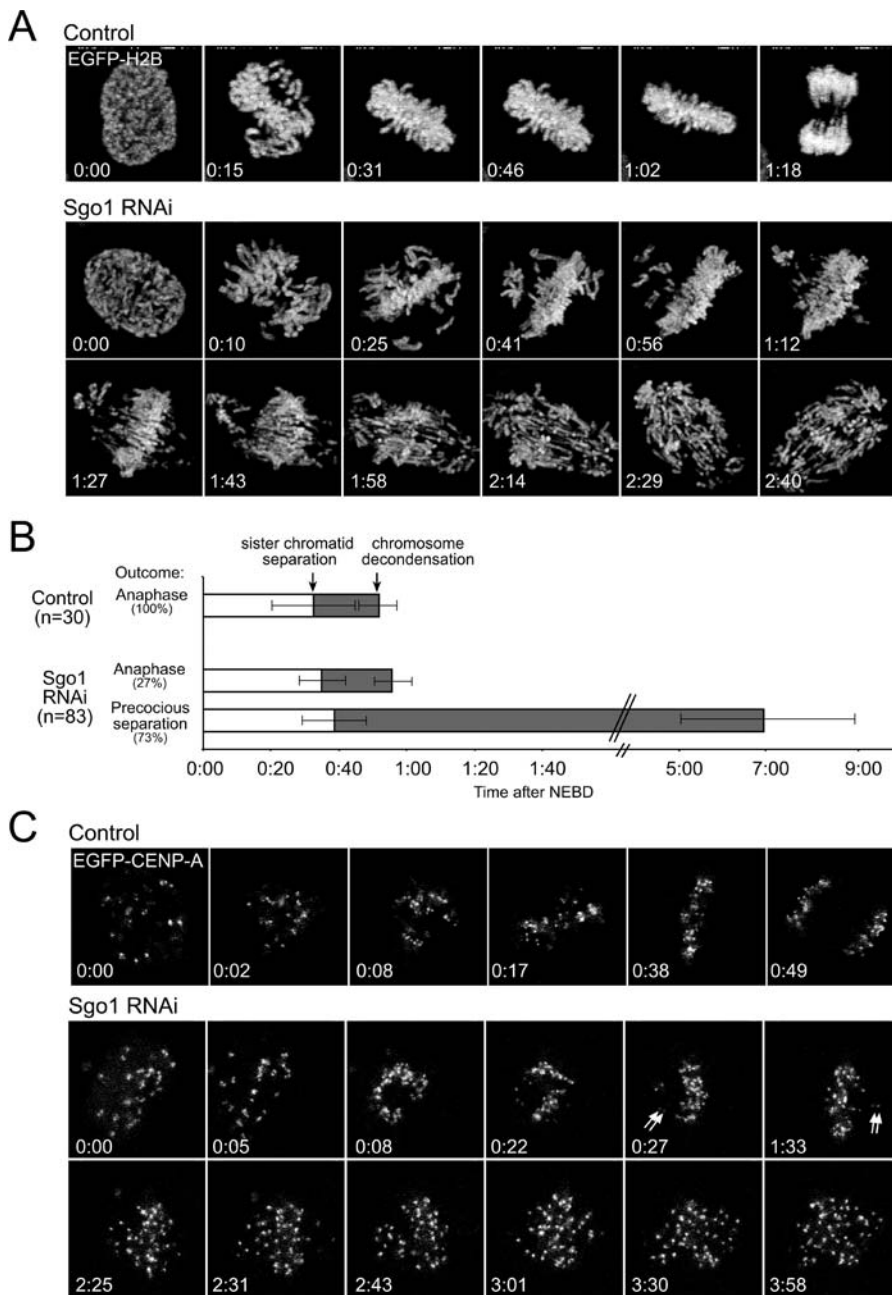 A
Control
EGFP-H2B
0:00 0:15 0:31 0:46 1:02 1:18
Sgo1 RNAi
0:00 0:10 0:25 0:41 0:56 1:12
1:27 1:43 1:58 2:14 2:29 2:40
B
sister chromatid separation
chromosome decondensation
Outcome:
Control (n=30)
Anaphase (100%)
Sgo1 RNAi (n=83)
Anaphase (27%)
Precocious separation (73%)
0:00 0:20 0:40 1:00 1:20 1:40 5:00 7:00 9:00
Time after NEBD
C
Control
EGFP-CENP-A
0:00 0:02 0:08 0:17 0:38 0:49
Sgo1 RNAi
0:00 0:05 0:08 0:22 0:27 1:33
2:25 2:31 2:43 3:01 3:30 3:58